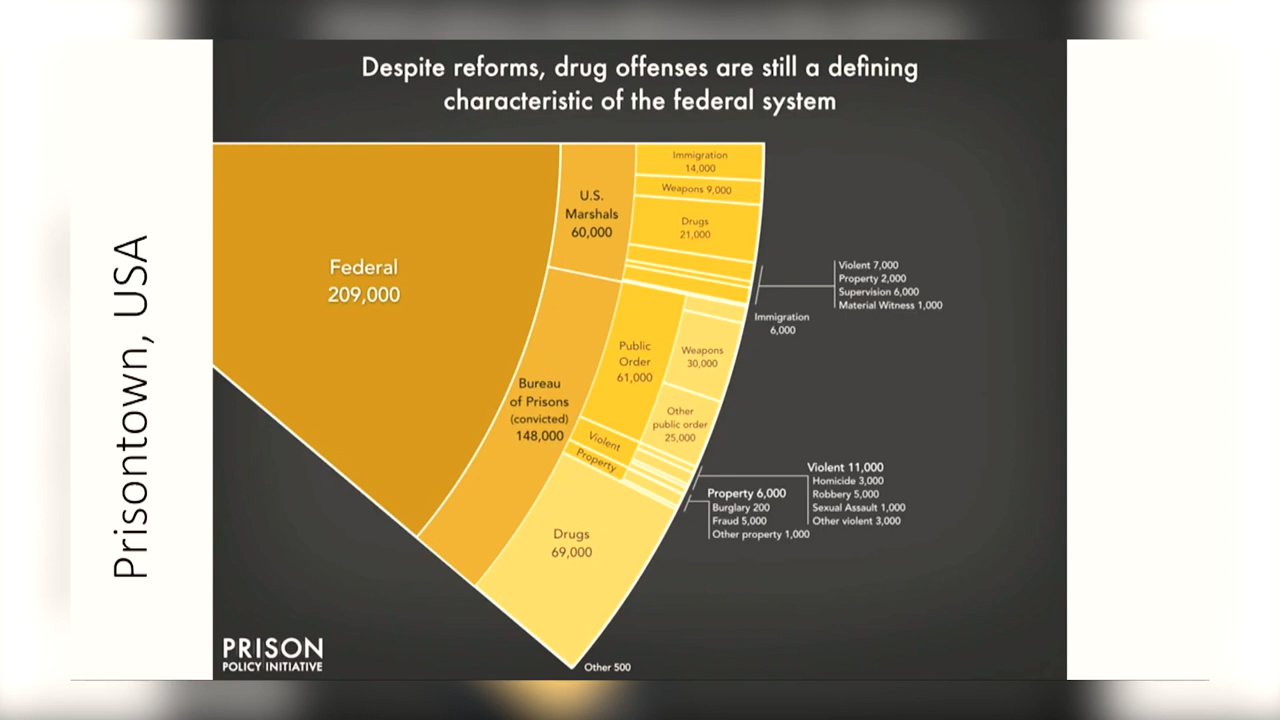 Prisontown, USA
Despite reforms, drug offenses are still a defining
characteristic of the federal system
Federal
209,000
U.S.
Marshals
60,000
Immigration
14,000
Weapons 9,000
Drugs
21,000
Violent 7,000
Property 2,000
Supervision 6,000
Material Witness 1,000
Immigration
6,000
Bureau
of Prisons
(convicted)
148,000
Public
Order
61,000
Weapons
30,000
Other
public order
25,000
Violent
Property
Drugs
69,000
Violent 11,000
Homicide 3,000
Robbery 5,000
Sexual Assault 1,000
Other violent 3,000
Property 6,000
Burglary 200
Fraud 5,000
Other property 1,000
Other 500
PRISON
POLICY INITIATIVE